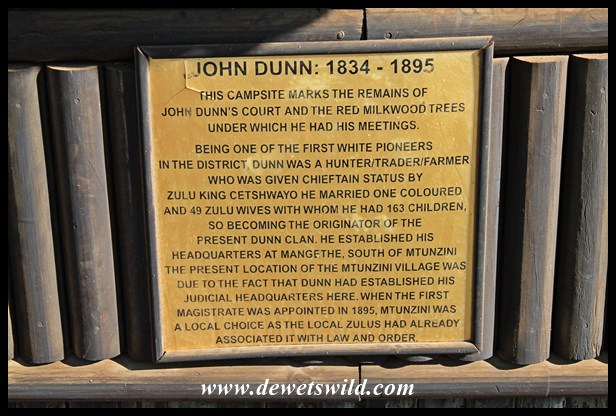 JOHN DUNN: 1834 - 1895
THIS CAMPSITE MARKS THE REMAINS OF
JOHN DUNN'S COURT AND THE RED MILKWOOD TREES
UNDER WHICH HE HAD HIS MEETINGS.
BEING ONE OF THE FIRST WHITE PIONEERS
IN THE DISTRICT, DUNN WAS A HUNTER/TRADER/FARMER
WHO WAS GIVEN CHIEFTAIN STATUS BY
ZULU KING CETSHWAYO HE MARRIED ONE COLOURED
AND 49 ZULU WIVES WITH WHOM HE HAD 163 CHILDREN,
SO BECOMING THE ORIGINATOR OF THE
PRESENT DUNN CLAN. HE ESTABLISHED HIS
HEADQUARTERS AT MANGETHE, SOUTH OF MTUNZINI
THE PRESENT LOCATION OF THE MTUNZINI VILLAGE WAS
DUE TO THE FACT THAT DUNN HAD ESTABLISHED HIS
JUDICIAL HEADQUARTERS HERE. WHEN THE FIRST
MAGISTRATE WAS APPOINTED IN 1895, MTUNZINI WAS
A LOCAL CHOICE AS THE LOCAL ZULUS HAD ALREADY
ASSOCIATED IT WITH LAW AND ORDER.
www.dewetswild.com